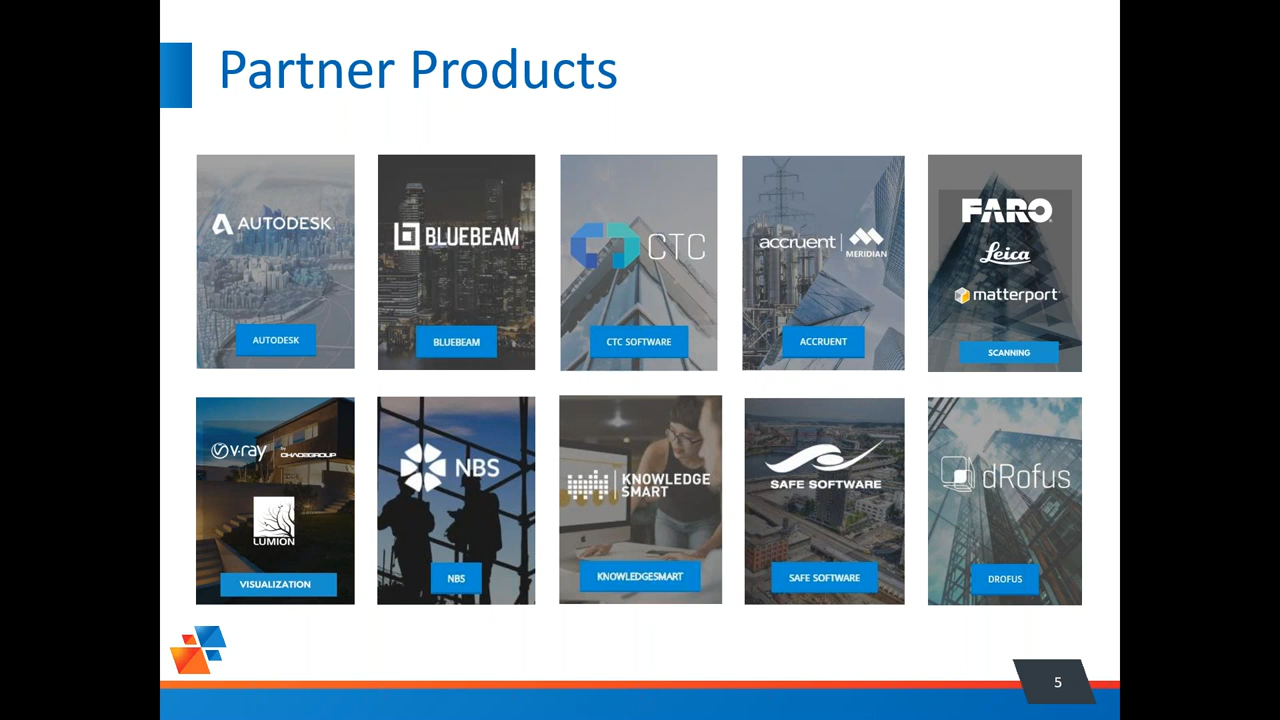 Partner Products
AUTODESK
AUTODESK
BLUEBEAM
BLUEBEAM
CTC
CTC SOFTWARE
accruent | MERIDIAN
ACCRUENT
FARO
Leica
matterport
SCANNING
v·ray by CHAOSGROUP
LUMION
VISUALIZATION
NBS
NBS
KNOWLEDGE
SMART
KNOWLEDGESMART
SAFE SOFTWARE
SAFE SOFTWARE
dRofus
DROFUS
5